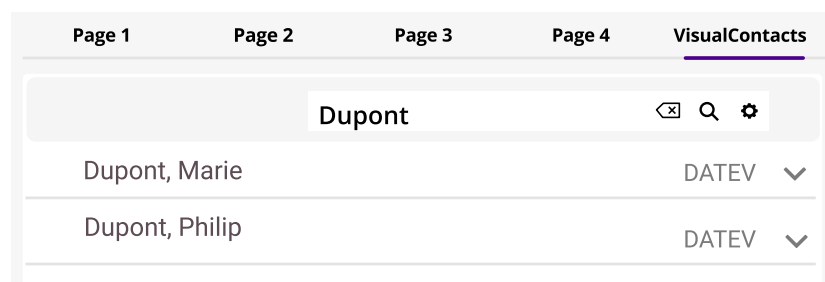 Page 1 Page 2 Page 3 Page 4 VisualContacts
Dupont
Dupont, Marie DATEV
Dupont, Philip DATEV